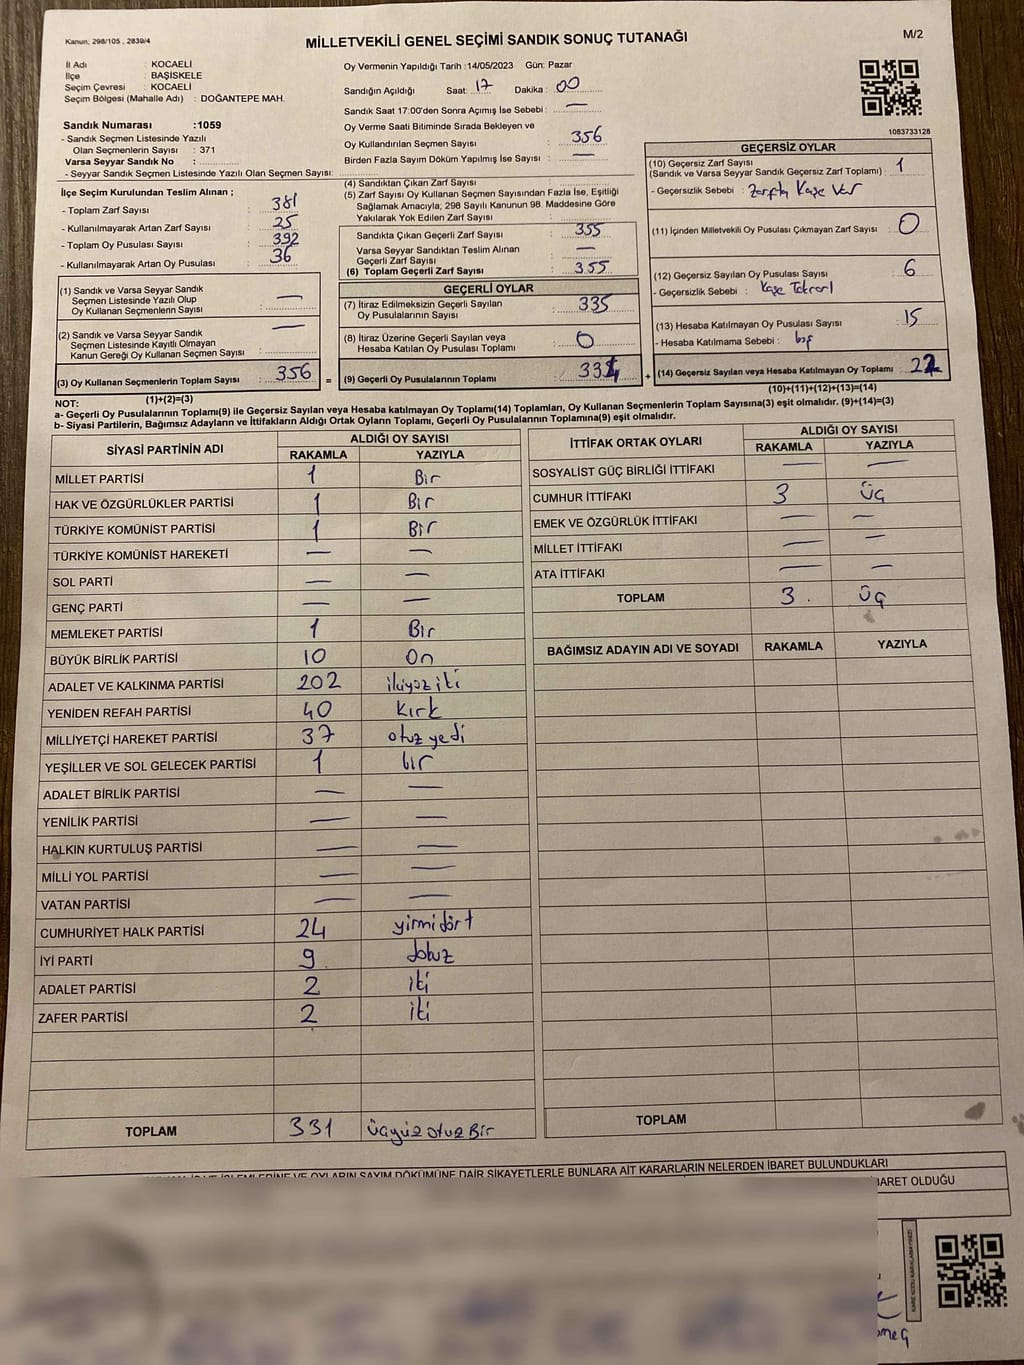 Kanun; 298/105 , 2839/4
MİLLETVEKİLİ GENEL SEÇİMİ SANDIK SONUÇ TUTANAĞI
M/2
İl Adı : KOCAELİ
İlçe : BAŞİSKELE
Seçim Çevresi : KOCAELİ
Seçim Bölgesi (Mahalle Adı) : DOĞANTEPE MAH.
Sandık Numarası :1059
- Sandık Seçmen Listesinde Yazılı
Olan Seçmenlerin Sayısı : 371
Varsa Seyyar Sandık No :
- Seyyar Sandık Seçmen Listesinde Yazılı Olan Seçmen Sayısı:
Oy Vermenin Yapıldığı Tarih :14/05/2023 Gün: Pazar
Sandığın Açıldığı Saat: 17 Dakika : 00
Sandık Saat 17:00'den Sonra Açımış İse Sebebi : —
Oy Verme Saati Bitiminde Sırada Bekleyen ve
Oy Kullandırılan Seçmen Sayısı : 356
Birden Fazla Sayım Döküm Yapılmış İse Sayısı : —
1083733128
İlçe Seçim Kurulundan Teslim Alınan ;
- Toplam Zarf Sayısı : 381
- Kullanılmayarak Artan Zarf Sayısı : 25
- Toplam Oy Pusulası Sayısı : 392
- Kullanılmayarak Artan Oy Pusulası : 36
(1) Sandık ve Varsa Seyyar Sandık
Seçmen Listesinde Yazılı Olup
Oy Kullanan Seçmenlerin Sayısı : —
(2) Sandık ve Varsa Seyyar Sandık
Seçmen Listesinde Kayıtlı Olmayan
Kanun Gereği Oy Kullanan Seçmen Sayısı : —
(3) Oy Kullanan Seçmenlerin Toplam Sayısı : 356 =
(1)+(2)=(3)
(4) Sandıktan Çıkan Zarf Sayısı :
(5) Zarf Sayısı Oy Kullanan Seçmen Sayısından Fazla İse, Eşitliği
Sağlamak Amacıyla; 298 Sayılı Kanunun 98. Maddesine Göre
Yakılarak Yok Edilen Zarf Sayısı :
Sandıkta Çıkan Geçerli Zarf Sayısı : 355
Varsa Seyyar Sandıktan Teslim Alınan
Geçerli Zarf Sayısı : —
(6) Toplam Geçerli Zarf Sayısı : 355
GEÇERLİ OYLAR
(7) İtiraz Edilmeksizin Geçerli Sayılan
Oy Pusulalarının Sayısı : 335
(8) İtiraz Üzerine Geçerli Sayılan veya
Hesaba Katılan Oy Pusulası Toplamı : 0
(9) Geçerli Oy Pusulalarının Toplamı : 334 +
GEÇERSİZ OYLAR
(10) Geçersiz Zarf Sayısı
(Sandık ve Varsa Seyyar Sandık Geçersiz Zarf Toplamı) : 1
- Geçersizlik Sebebi : Zarfta Kaşe Var
(11) İçinden Milletvekili Oy Pusulası Çıkmayan Zarf Sayısı : 0
(12) Geçersiz Sayılan Oy Pusulası Sayısı : 6
- Geçersizlik Sebebi :
(13) Hesaba Katılmayan Oy Pusulası Sayısı : 15
- Hesaba Katılmama Sebebi :
(14) Geçersiz Sayılan veya Hesaba Katılmayan Oy Toplamı : 22
(10)+(11)+(12)+(13)=(14)
NOT:
a- Geçerli Oy Pusulalarının Toplamı(9) ile Geçersiz Sayılan veya Hesaba katılmayan Oy Toplamı(14) Toplamları, Oy Kullanan Seçmenlerin Toplam Sayısına(3) eşit olmalıdır. (9)+(14)=(3)
b- Siyasi Partilerin, Bağımsız Adayların ve İttifakların Aldığı Ortak Oyların Toplamı, Geçerli Oy Pusulalarının Toplamına(9) eşit olmalıdır.
SİYASİ PARTİNİN ADI ALDIĞI OY SAYISI
RAKAMLA YAZIYLA
MİLLET PARTİSİ 1 Bir
HAK VE ÖZGÜRLÜKLER PARTİSİ 1 Bir
TÜRKİYE KOMÜNİST PARTİSİ 1 Bir
TÜRKİYE KOMÜNİST HAREKETİ — —
SOL PARTİ — —
GENÇ PARTİ — —
MEMLEKET PARTİSİ 1 Bir
BÜYÜK BİRLİK PARTİSİ 10 On
ADALET VE KALKINMA PARTİSİ 202 ikiyüziki
YENİDEN REFAH PARTİSİ 40 Kırk
MİLLİYETÇİ HAREKET PARTİSİ 37 otuz yedi
YEŞİLLER VE SOL GELECEK PARTİSİ 1 bir
ADALET BİRLİK PARTİSİ — —
YENİLİK PARTİSİ — —
HALKIN KURTULUŞ PARTİSİ — —
MİLLİ YOL PARTİSİ — —
VATAN PARTİSİ — —
CUMHURİYET HALK PARTİSİ 24 yirmidört
İYİ PARTİ 9 dokuz
ADALET PARTİSİ 2 iki
ZAFER PARTİSİ 2 iki
TOPLAM 331 üçyüz otuz Bir
İTTİFAK ORTAK OYLARI ALDIĞI OY SAYISI
RAKAMLA YAZIYLA
SOSYALİST GÜÇ BİRLİĞİ İTTİFAKI — —
CUMHUR İTTİFAKI 3 üç
EMEK VE ÖZGÜRLÜK İTTİFAKI — —
MİLLET İTTİFAKI — —
ATA İTTİFAKI — —
TOPLAM 3 üç
BAĞIMSIZ ADAYIN ADI VE SOYADI RAKAMLA YAZIYLA
TOPLAM
OYLARIN SAYIM DÖKÜMÜNE DAİR ŞİKAYETLERLE BUNLARA AİT KARARLARIN NELERDEN İBARET BULUNDUKLARI
İBARET OLDUĞU